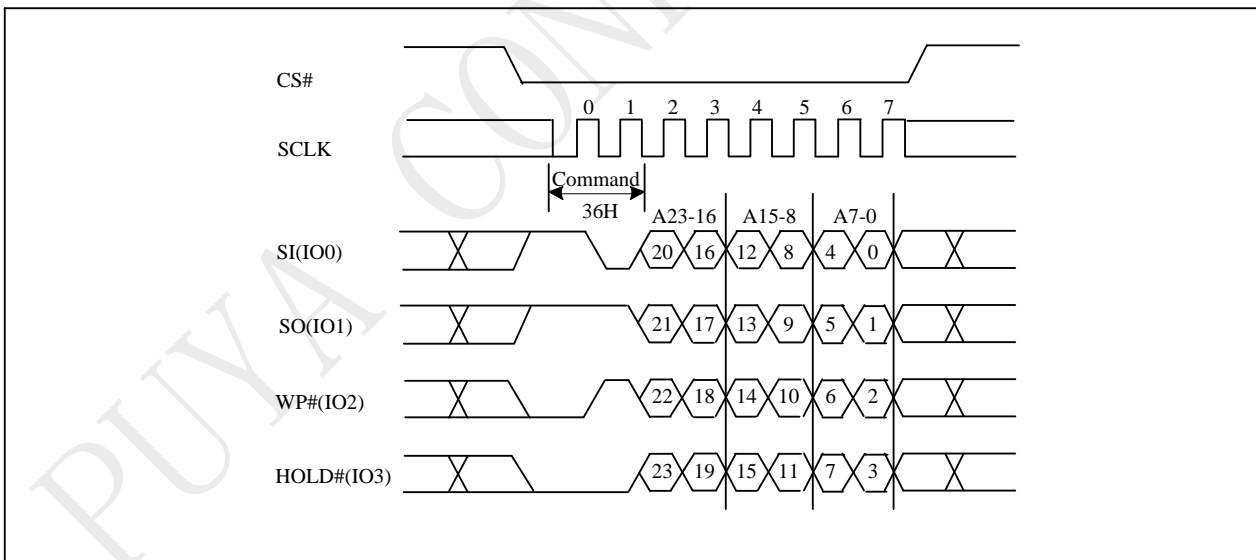 CS#
0 1 2 3 4 5 6 7
SCLK
Command
36H
A23-16 A15-8 A7-0
SI(IO0) 20 16 12 8 4 0
SO(IO1) 21 17 13 9 5 1
WP#(IO2) 22 18 14 10 6 2
HOLD#(IO3) 23 19 15 11 7 3
PUYA CONF